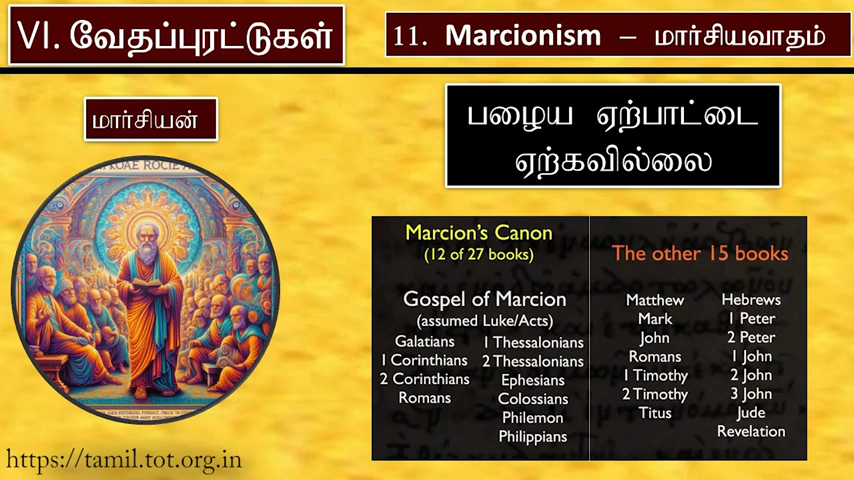 VI. வேதப்புரட்டுகள்
11. Marcionism – மார்சியவாதம்
மார்சியன்
பழைய ஏற்பாட்டை
ஏற்கவில்லை
Marcion's Canon
(12 of 27 books)
Gospel of Marcion
(assumed Luke/Acts)
Galatians
1 Corinthians
2 Corinthians
Romans
1 Thessalonians
2 Thessalonians
Ephesians
Colossians
Philemon
Philippians
The other 15 books
Matthew
Mark
John
Romans
1 Timothy
2 Timothy
Titus
Hebrews
1 Peter
2 Peter
1 John
2 John
3 John
Jude
Revelation
https://tamil.tot.org.in